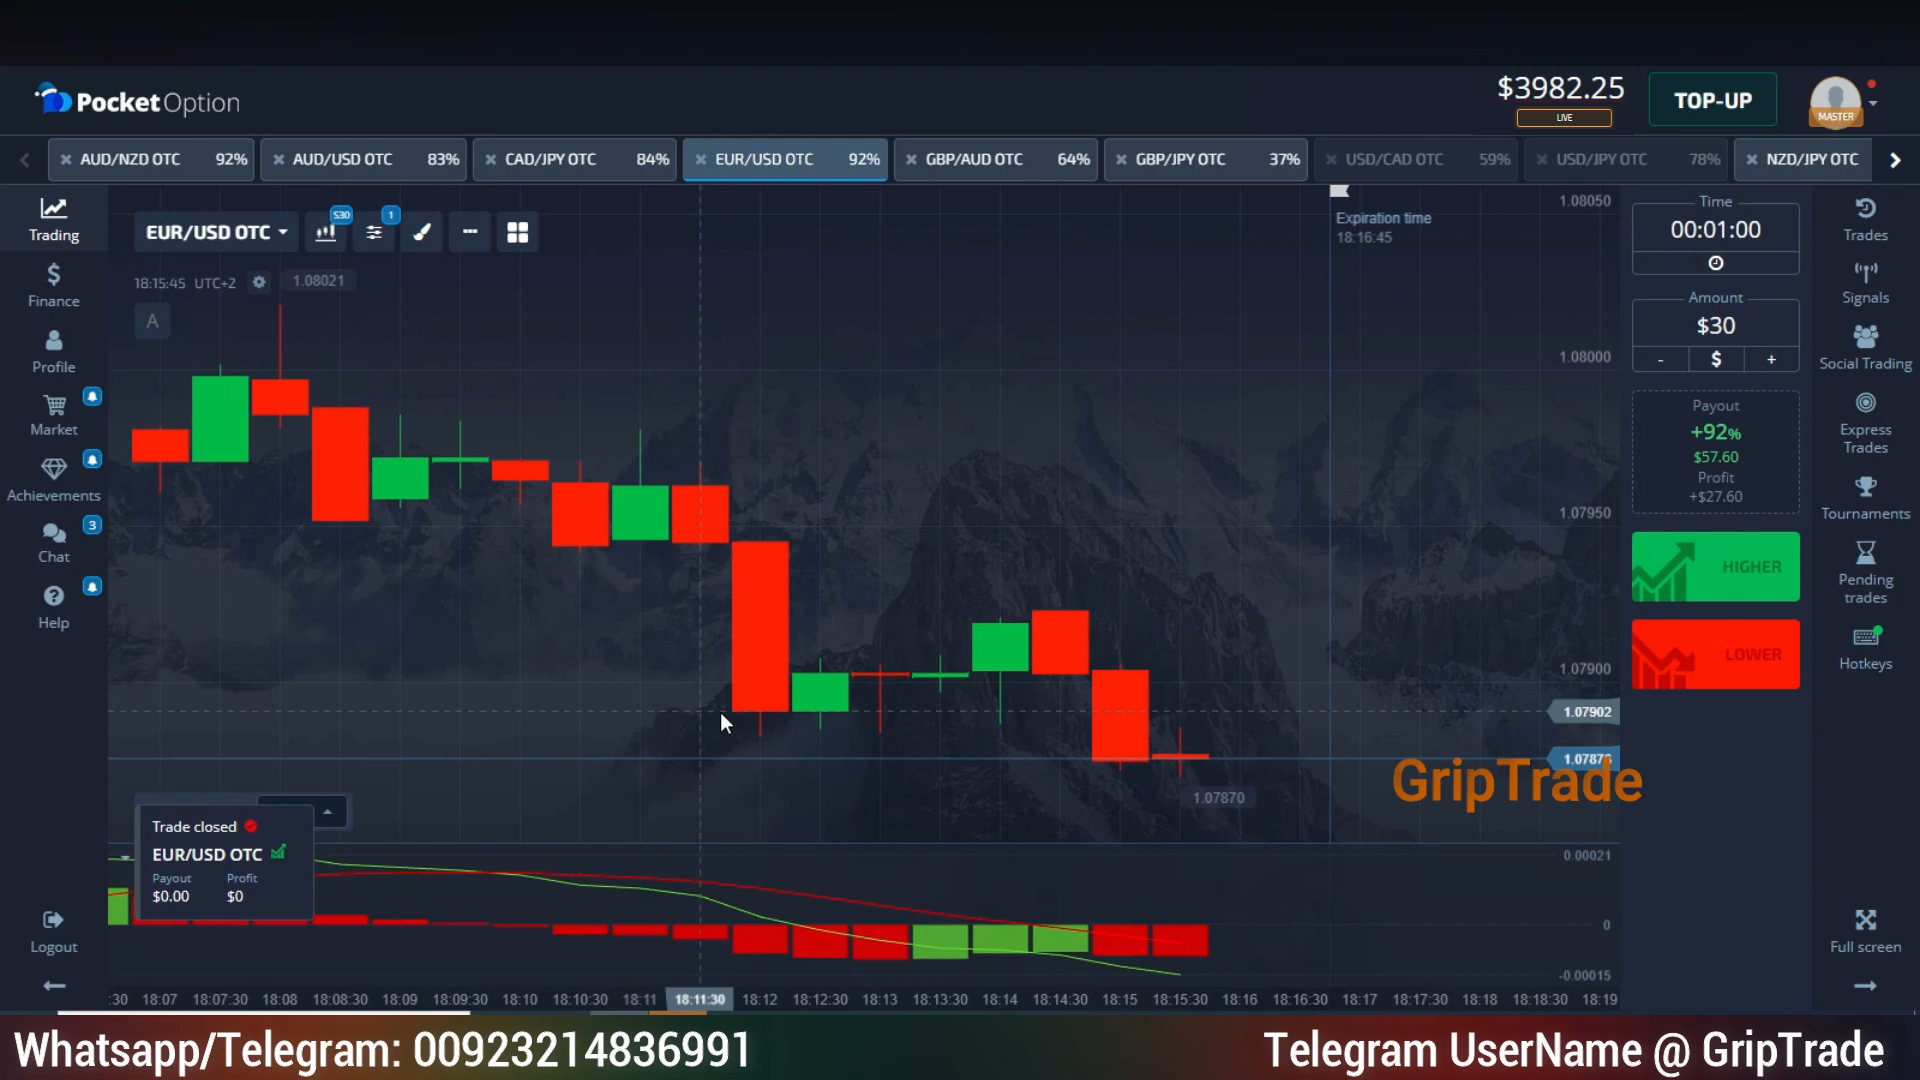 PocketOption
$3982.25
LIVE
TOP-UP
MASTER
AUD/NZD OTC 92%
AUD/USD OTC 83%
CAD/JPY OTC 84%
EUR/USD OTC 92%
GBP/AUD OTC 64%
GBP/JPY OTC 37%
USD/CAD OTC 59%
USD/JPY OTC 78%
NZD/JPY OTC
Trading
Finance
Profile
Market
Achievements
3
Chat
Help
Logout
EUR/USD OTC
S30
1
18:15:45 UTC+2
1.08021
A
Expiration time
18:16:45
1.08050
1.08000
1.07950
1.07900
1.07902
1.07876
1.07870
GripTrade
Trade closed
EUR/USD OTC
Payout Profit
$0.00 $0
0.00021
0
-0.00015
:30 18:07 18:07:30 18:08 18:08:30 18:09 18:09:30 18:10 18:10:30 18:11 18:11:30 18:12 18:12:30 18:13 18:13:30 18:14 18:14:30 18:15 18:15:30 18:16 18:16:30 18:17 18:17:30 18:18 18:18:30 18:19
Time
00:01:00
Amount
$30
- $ +
Payout
+92%
$57.60
Profit
+$27.60
HIGHER
LOWER
Trades
Signals
Social Trading
Express
Trades
Tournaments
Pending
trades
Hotkeys
Full screen
Whatsapp/Telegram: 00923214836991
Telegram UserName @ GripTrade